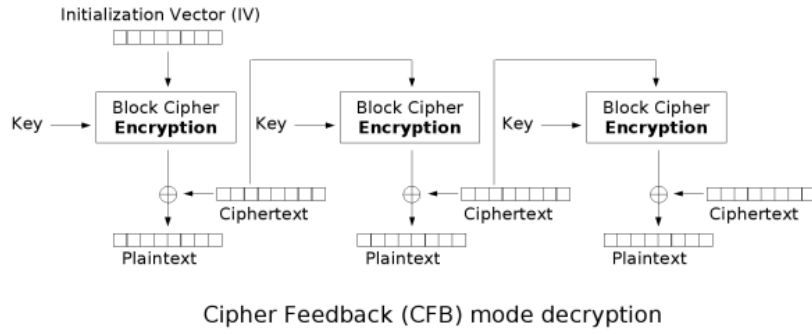 Initialization Vector (IV)
Block Cipher
Encryption
Key
Block Cipher
Encryption
Key
Block Cipher
Encryption
Key
Ciphertext
Ciphertext
Ciphertext
Plaintext
Plaintext
Plaintext
Cipher Feedback (CFB) mode decryption